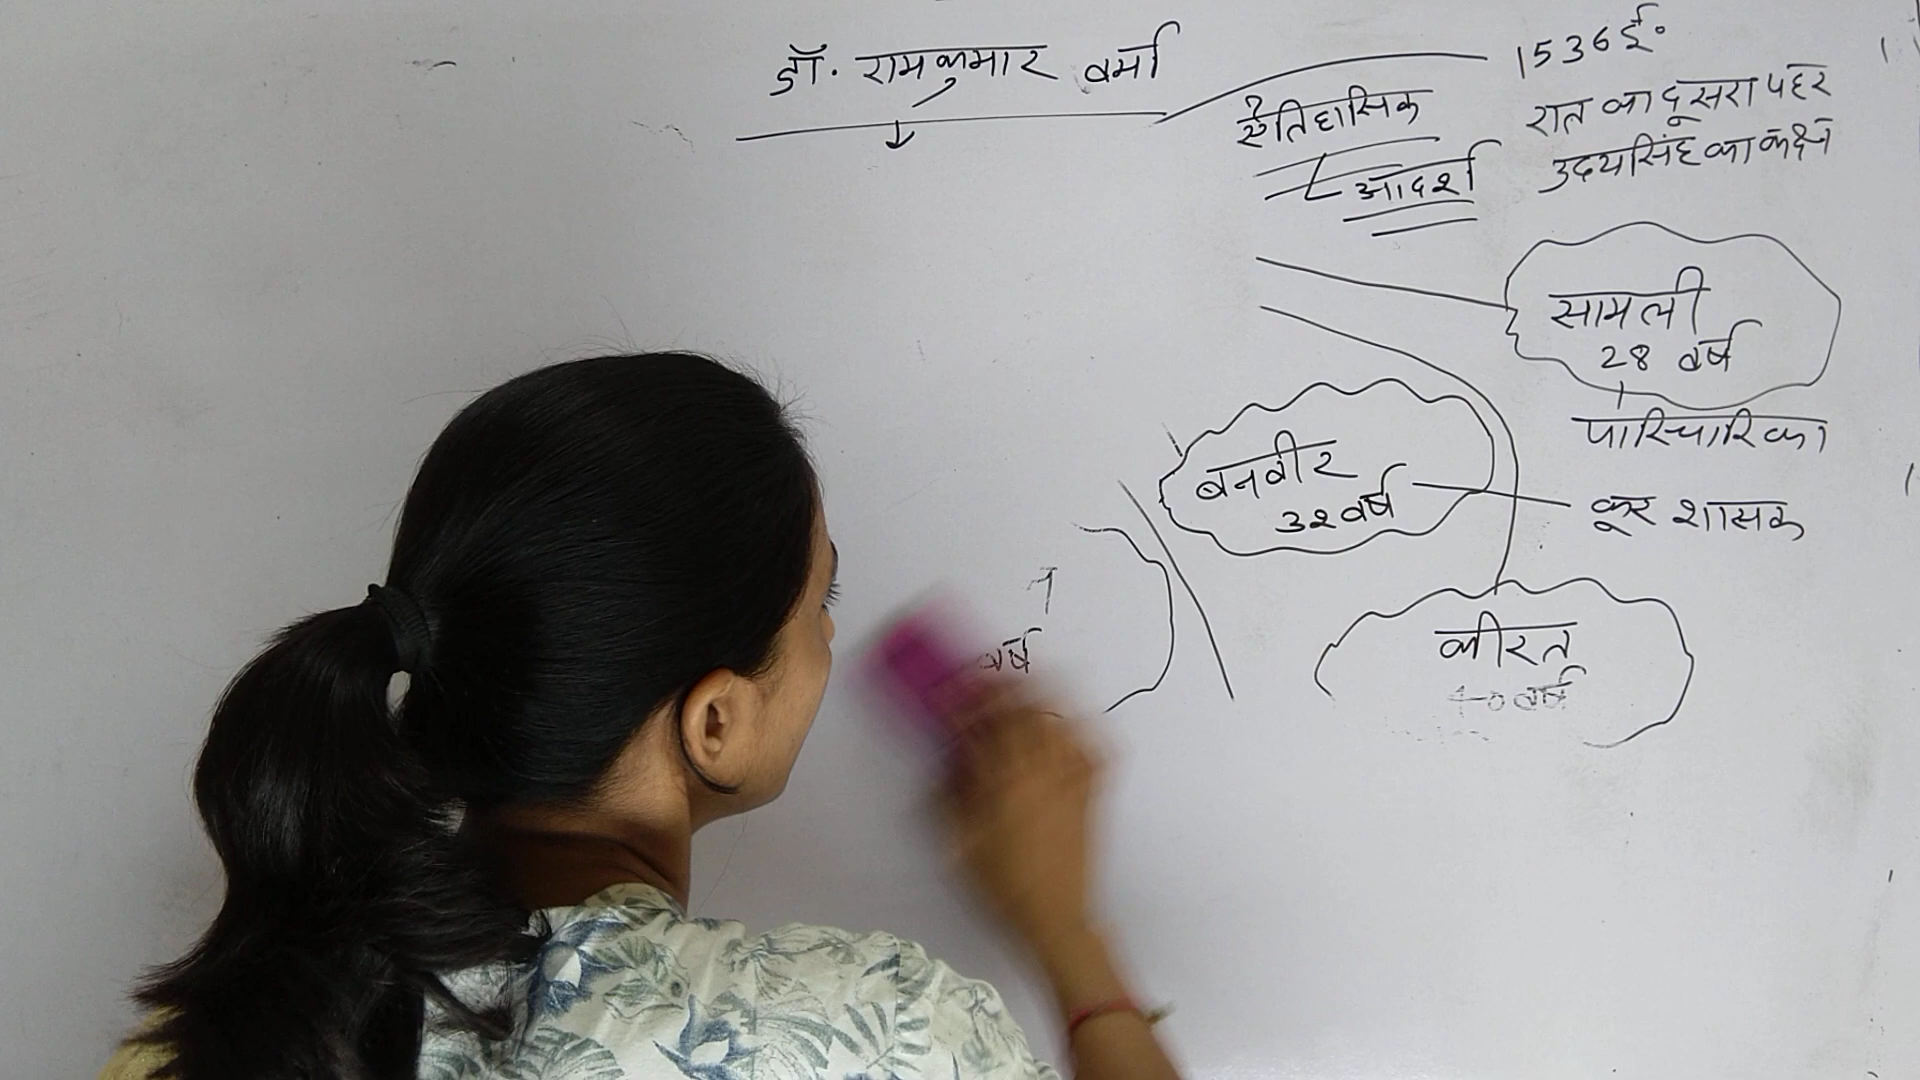 डॉ. रामकुमार वर्मा
ऐतिहासिक
आदर्श
1536 ई.
रात का दूसरा पहर
उदयसिंह का कक्ष
सामली
28 वर्ष
पारिचारिका
बनवीर
32 वर्ष
क्रूर शासक
कीरत
40 वर्ष
वर्ष